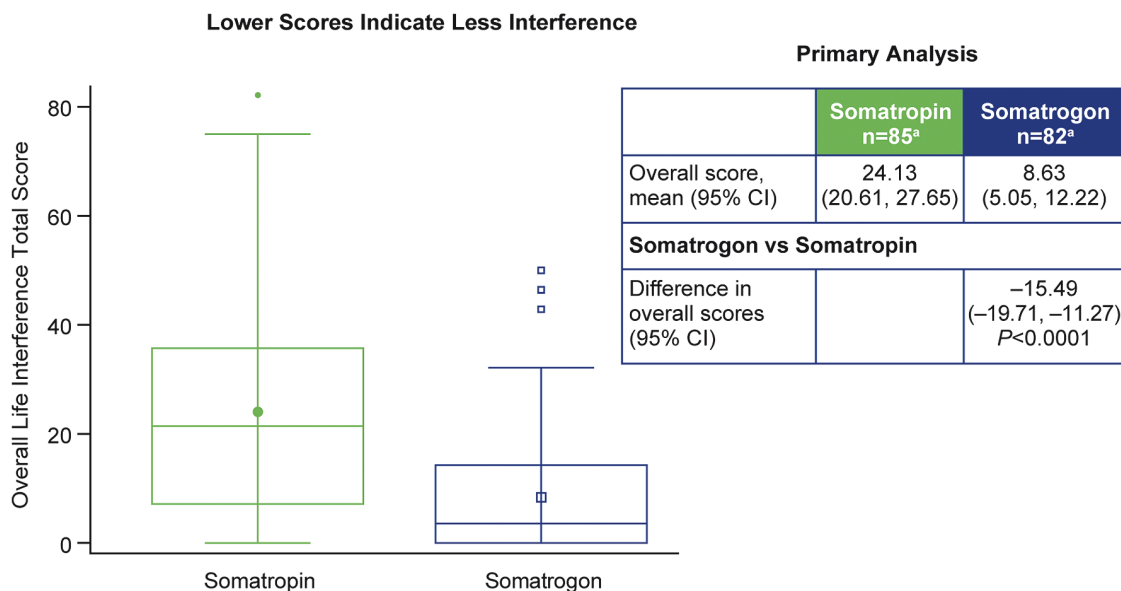 Lower Scores Indicate Less Interference
Overall Life Interference Total Score
80
60
40
20
0
Somatropin
Somatrogon
Primary Analysis
Somatropin
n=85ᵃ
Somatrogon
n=82ᵃ
Overall score,
mean (95% CI)
24.13
(20.61, 27.65)
8.63
(5.05, 12.22)
Somatrogon vs Somatropin
Difference in
overall scores
(95% CI)
–15.49
(–19.71, –11.27)
P<0.0001